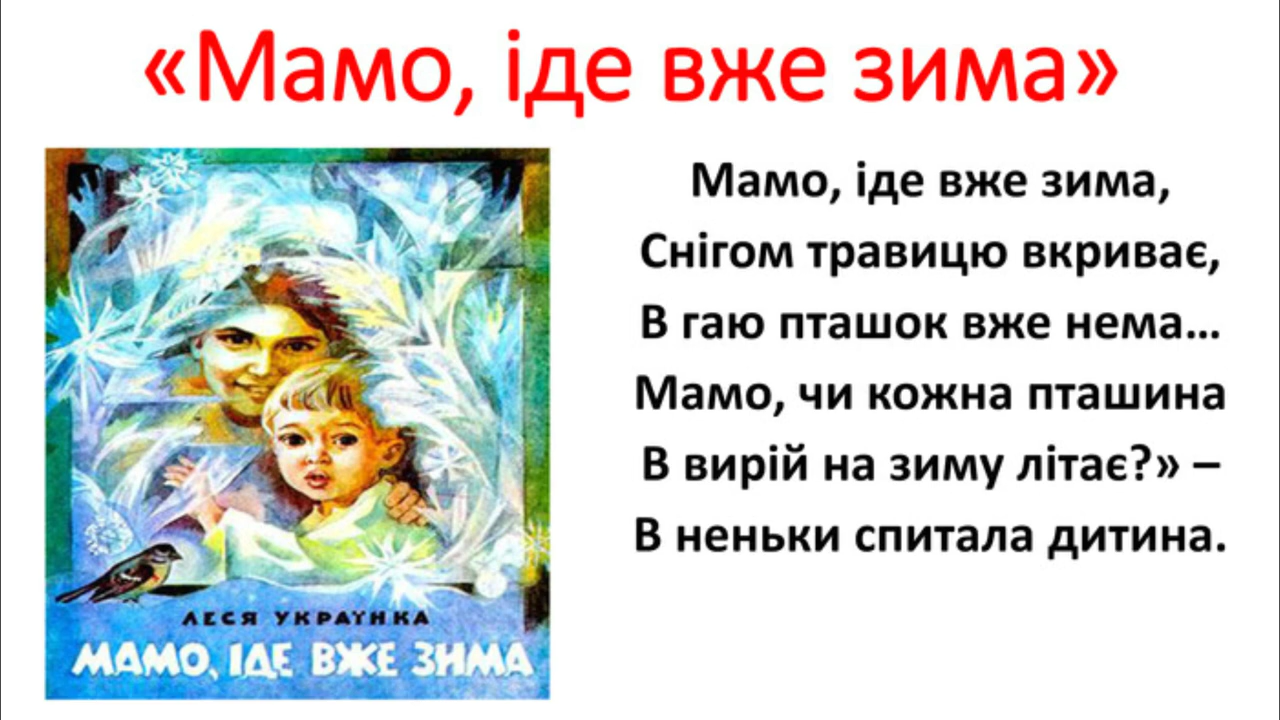 «Мамо, іде вже зима»
Мамо, іде вже зима,
Снігом травицю вкриває,
В гаю пташок вже нема…
Мамо, чи кожна пташина
В вирій на зиму літає?» –
В неньки спитала дитина.
ЛЕСЯ УКРАЇНКА
МАМО, ІДЕ ВЖЕ ЗИМА